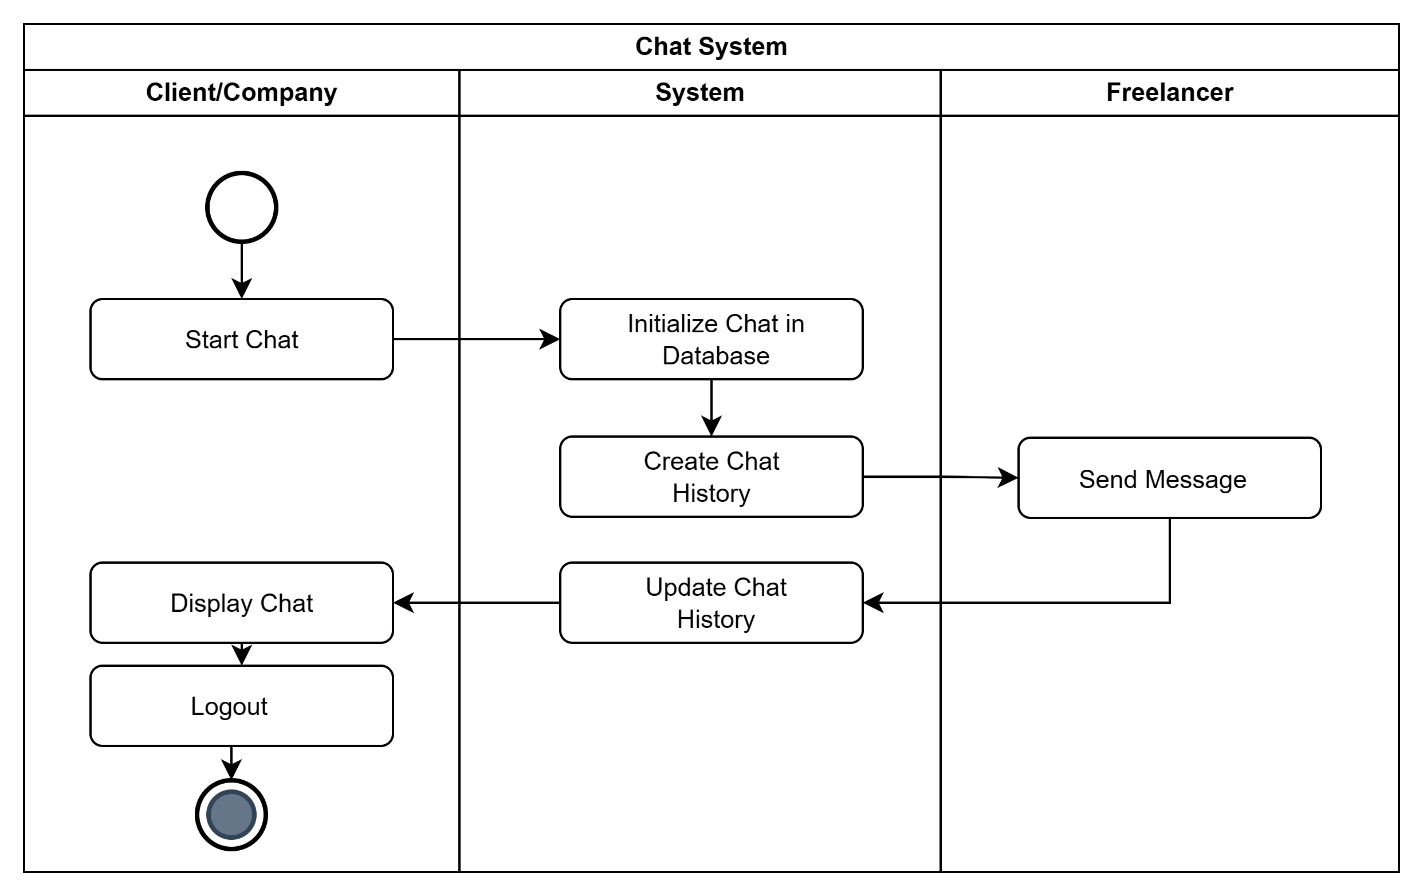 Chat System
Client/Company
System
Freelancer
Start Chat
Initialize Chat in
Database
Create Chat
History
Send Message
Display Chat
Update Chat
History
Logout